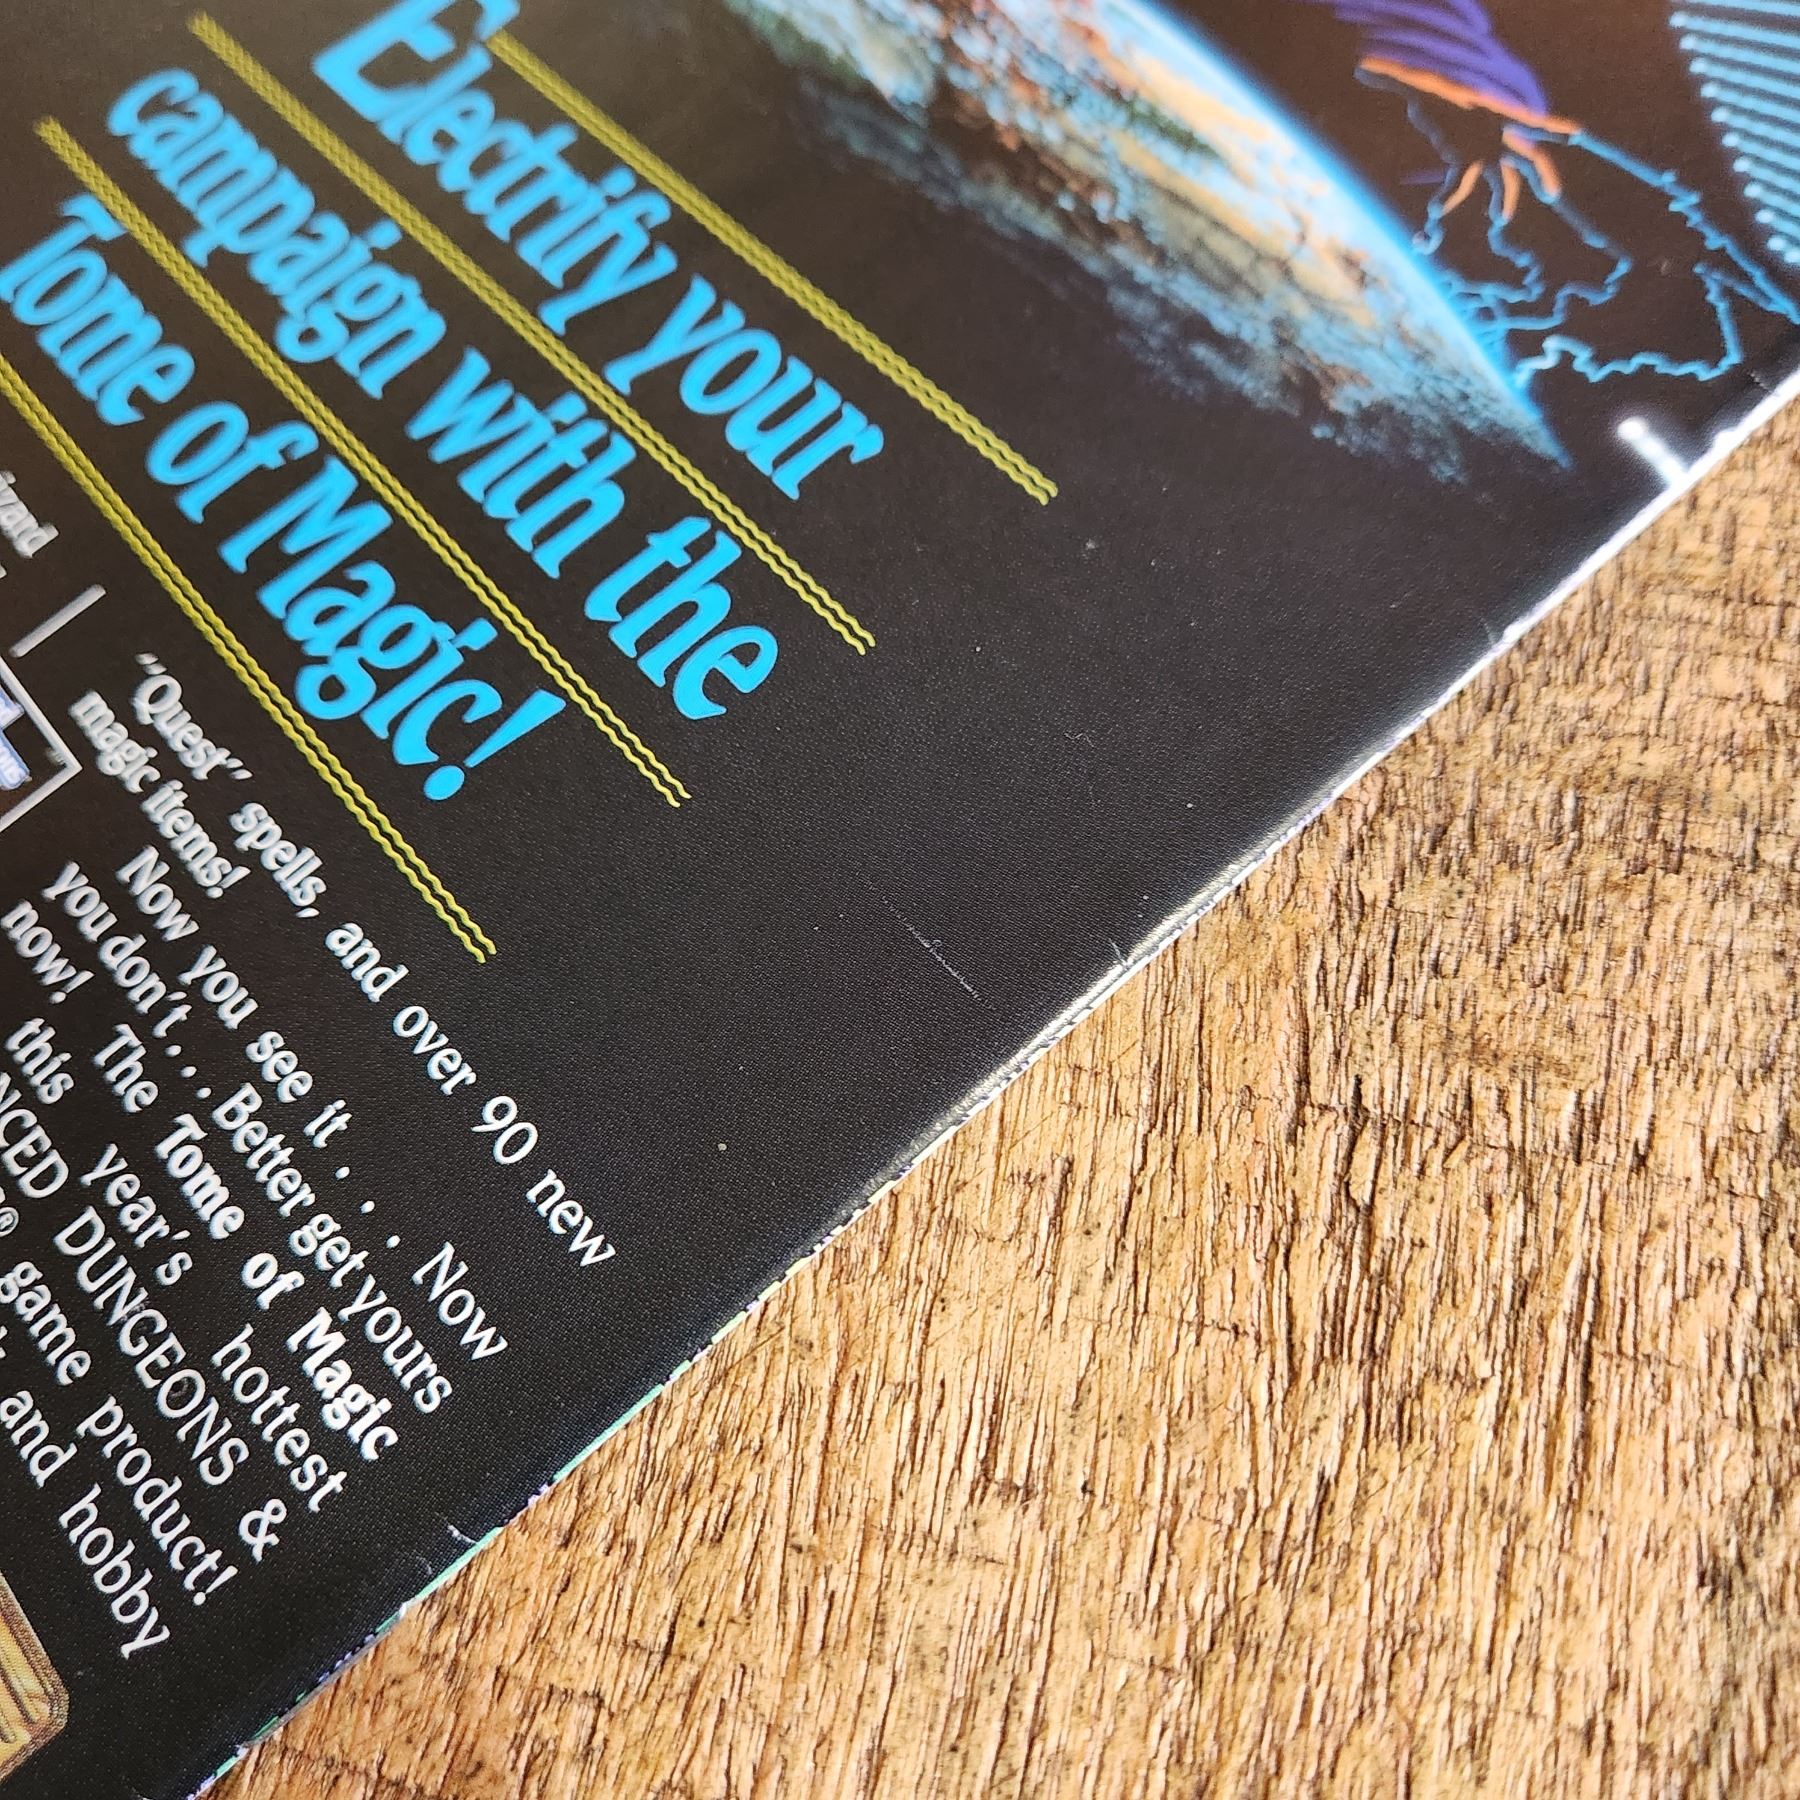 Electrify your
campaign with the
Tome of Magic!
"Quest" spells, and over 90 new
magic items!
Now you see it . . . Now
you don't . . . Better get yours
now! The Tome of Magic
this year's hottest
DUNGEONS &
® game product!
and hobby